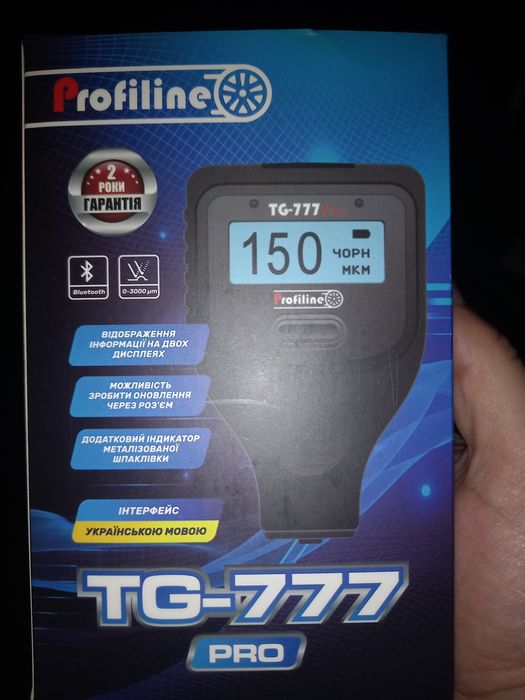 Profiline
2
РОКИ
ГАРАНТІЯ
TG-777 Pro
150 ЧОРН
МКМ
Profiline
Bluetooth
0-3000 µm
ВІДОБРАЖЕННЯ
ІНФОРМАЦІЇ НА ДВОХ
ДИСПЛЕЯХ
МОЖЛИВІСТЬ
ЗРОБИТИ ОНОВЛЕННЯ
ЧЕРЕЗ РОЗ'ЄМ
ДОДАТКОВИЙ ІНДИКАТОР
МЕТАЛІЗОВАНОЇ
ШПАКЛІВКИ
ІНТЕРФЕЙС
УКРАЇНСЬКОЮ МОВОЮ
TG-777
PRO